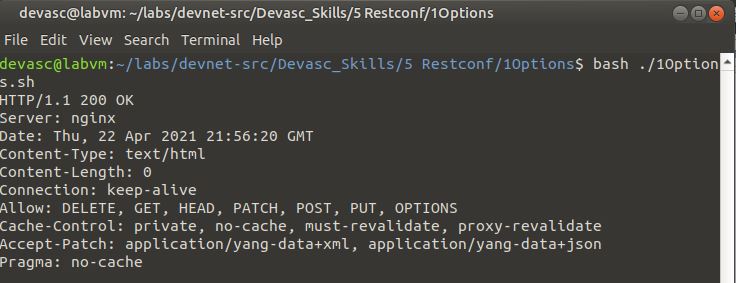 devasc@labvm: ~/labs/devnet-src/Devasc_Skills/5 Restconf/1Options
File Edit View Search Terminal Help
devasc@labvm:~/labs/devnet-src/Devasc_Skills/5 Restconf/1Options$ bash ./1Option
s.sh
HTTP/1.1 200 OK
Server: nginx
Date: Thu, 22 Apr 2021 21:56:20 GMT
Content-Type: text/html
Content-Length: 0
Connection: keep-alive
Allow: DELETE, GET, HEAD, PATCH, POST, PUT, OPTIONS
Cache-Control: private, no-cache, must-revalidate, proxy-revalidate
Accept-Patch: application/yang-data+xml, application/yang-data+json
Pragma: no-cache